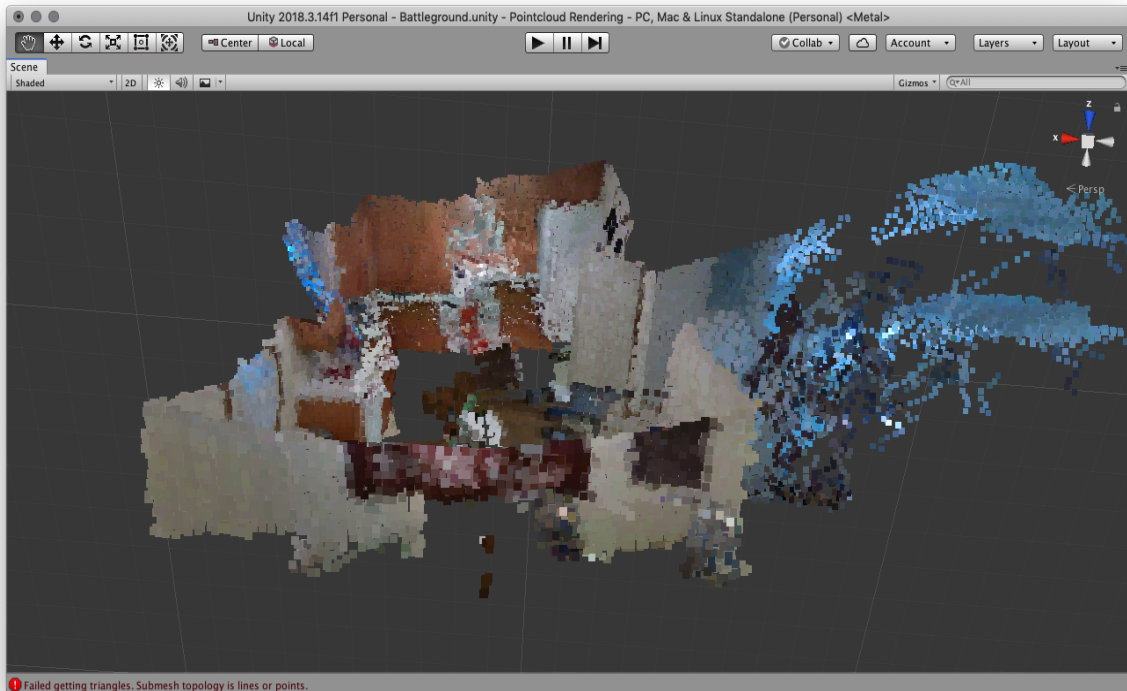 Unity 2018.3.14f1 Personal - Battleground.unity - Pointcloud Rendering - PC, Mac & Linux Standalone (Personal) <Metal>
Center Local Collab Account Layers Layout
Scene
Shaded 2D Gizmos All
z
x
Persp
Failed getting triangles. Submesh topology is lines or points.